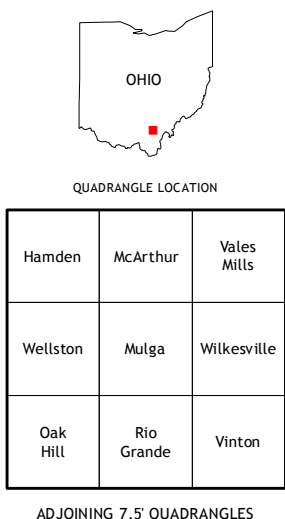 OHIO
QUADRANGLE LOCATION
Hamden
McArthur
Vales
Mills
Wellston
Mulga
Wilkesville
Oak
Hill
Rio
Grande
Vinton
ADJOINING 7.5' QUADRANGLES